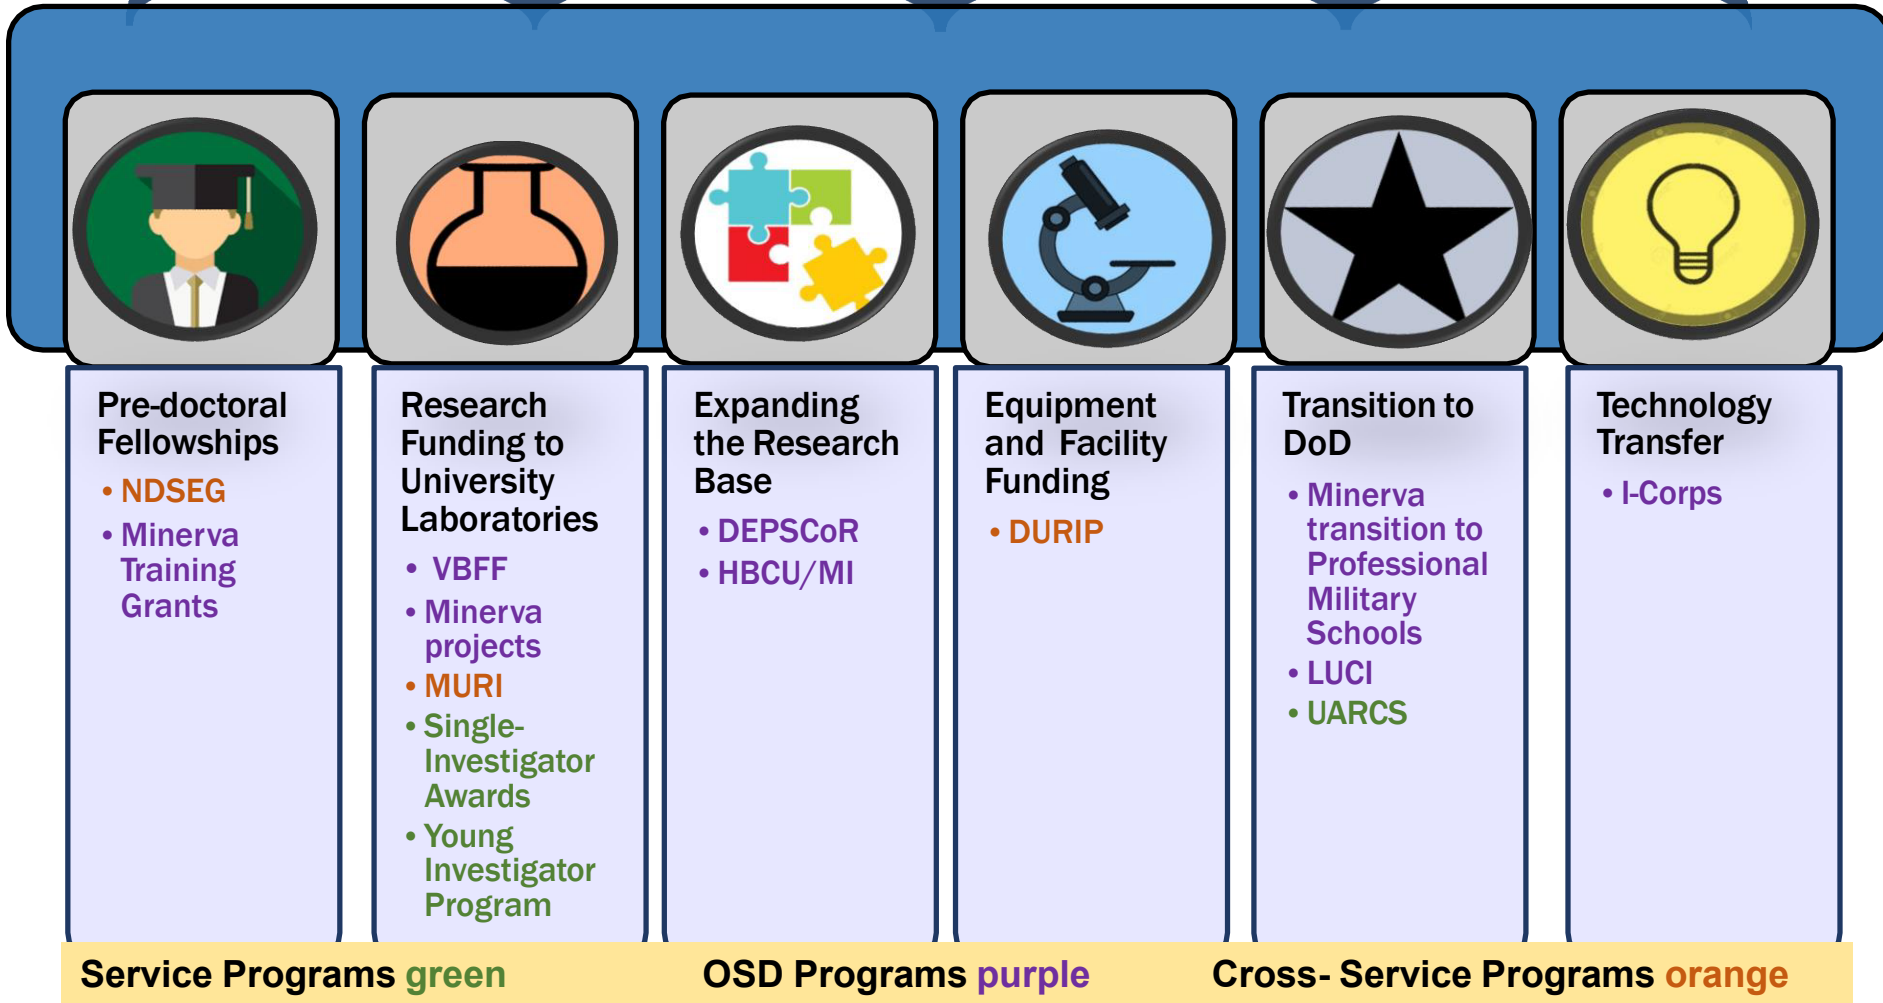 Pre-doctoral
Fellowships
• NDSEG
• Minerva
Training
Grants
Research
Funding to
University
Laboratories
• VBFF
• Minerva
projects
• MURI
• Single-
Investigator
Awards
• Young
Investigator
Program
Expanding
the Research
Base
• DEPSCoR
• HBCU/MI
Equipment
and Facility
Funding
• DURIP
Transition to
DoD
• Minerva
transition to
Professional
Military
Schools
• LUCI
• UARCS
Technology
Transfer
• I-Corps
Service Programs green
OSD Programs purple
Cross- Service Programs orange